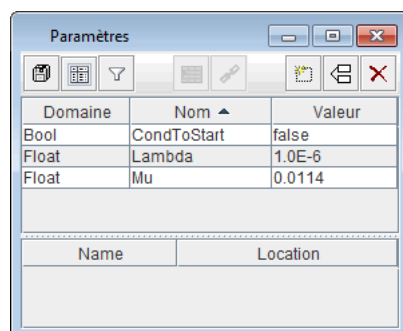 Paramètres
Domaine Nom Valeur
Bool CondToStart false
Float Lambda 1.0E-6
Float Mu 0.0114
Name Location